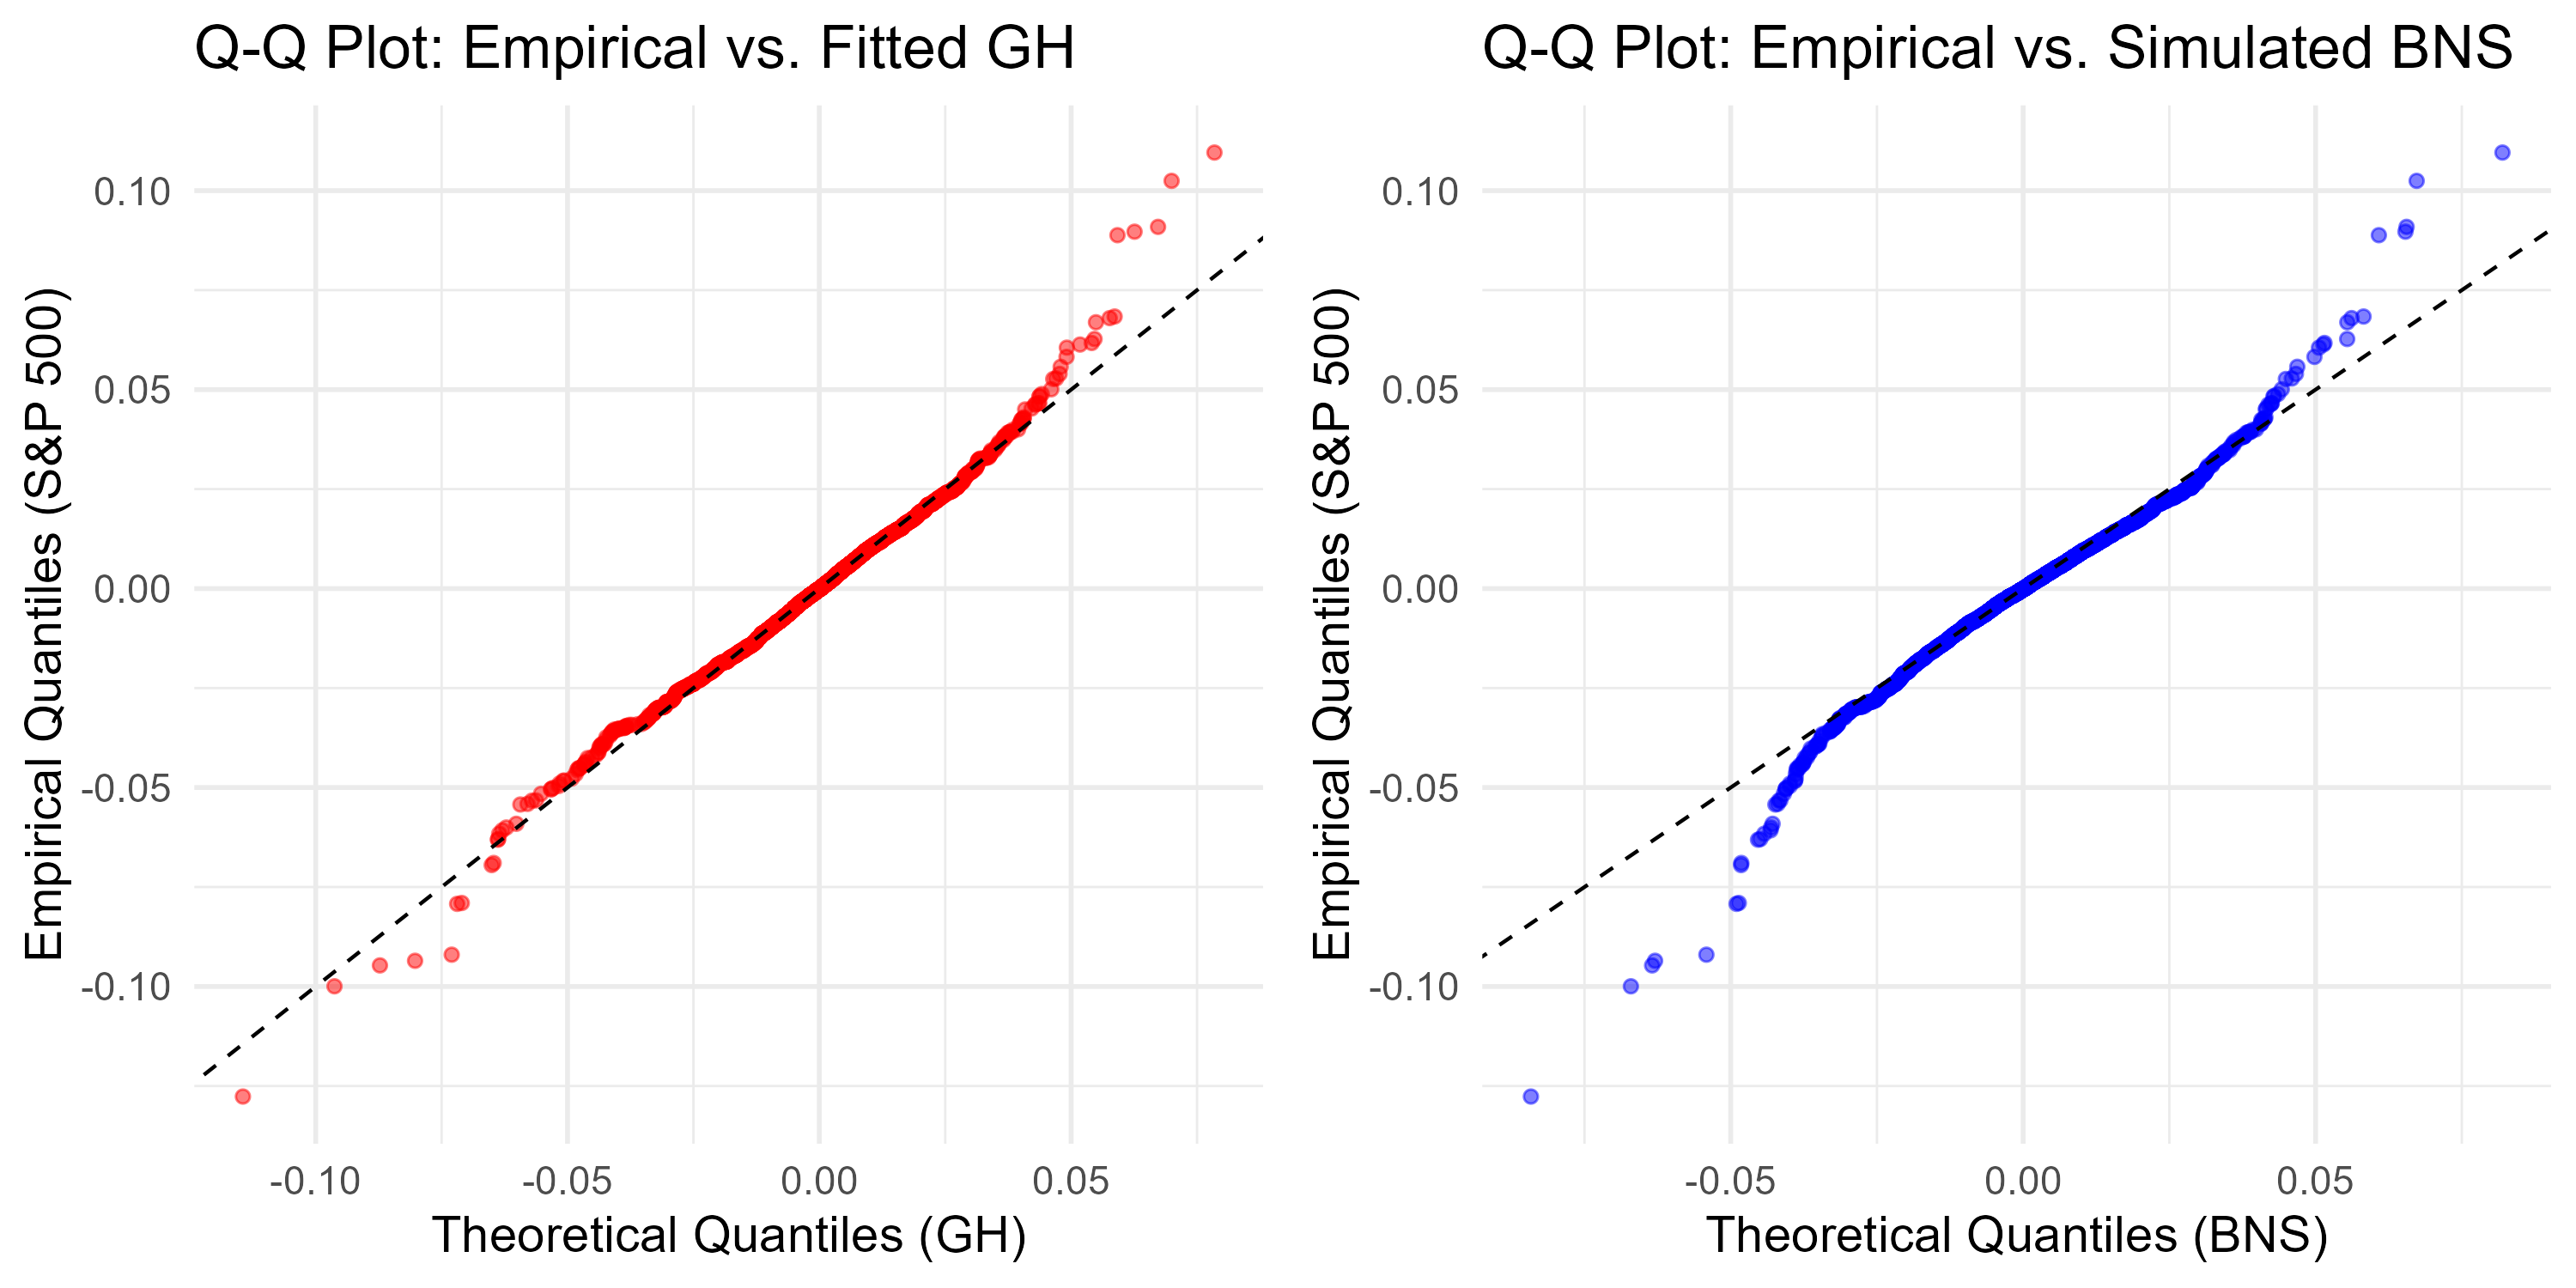 Q-Q Plot: Empirical vs. Fitted GH
Empirical Quantiles (S&P 500)
0.10
0.05
0.00
-0.05
-0.10
-0.10 -0.05 0.00 0.05
Theoretical Quantiles (GH)
Q-Q Plot: Empirical vs. Simulated BNS
Empirical Quantiles (S&P 500)
0.10
0.05
0.00
-0.05
-0.10
-0.05 0.00 0.05
Theoretical Quantiles (BNS)